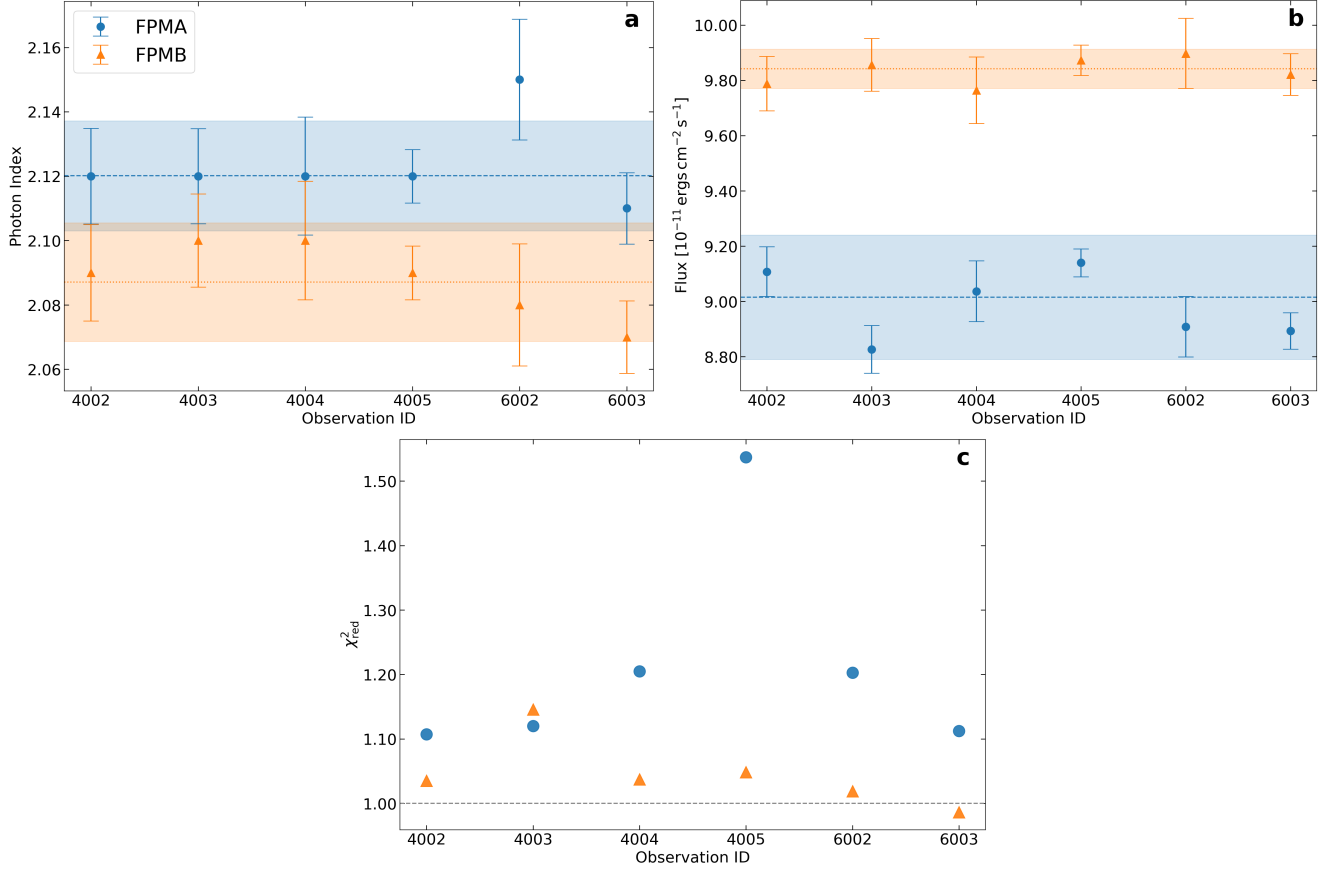 a
FPMA
FPMB
2.16
2.14
2.12
2.10
2.08
2.06
Photon Index
4002 4003 4004 4005 6002 6003
Observation ID
b
10.00
9.80
9.60
9.40
9.20
9.00
8.80
Flux [10⁻¹¹ ergs cm⁻² s⁻¹]
4002 4003 4004 4005 6002 6003
Observation ID
c
1.50
1.40
1.30
1.20
1.10
1.00
χ²red
4002 4003 4004 4005 6002 6003
Observation ID